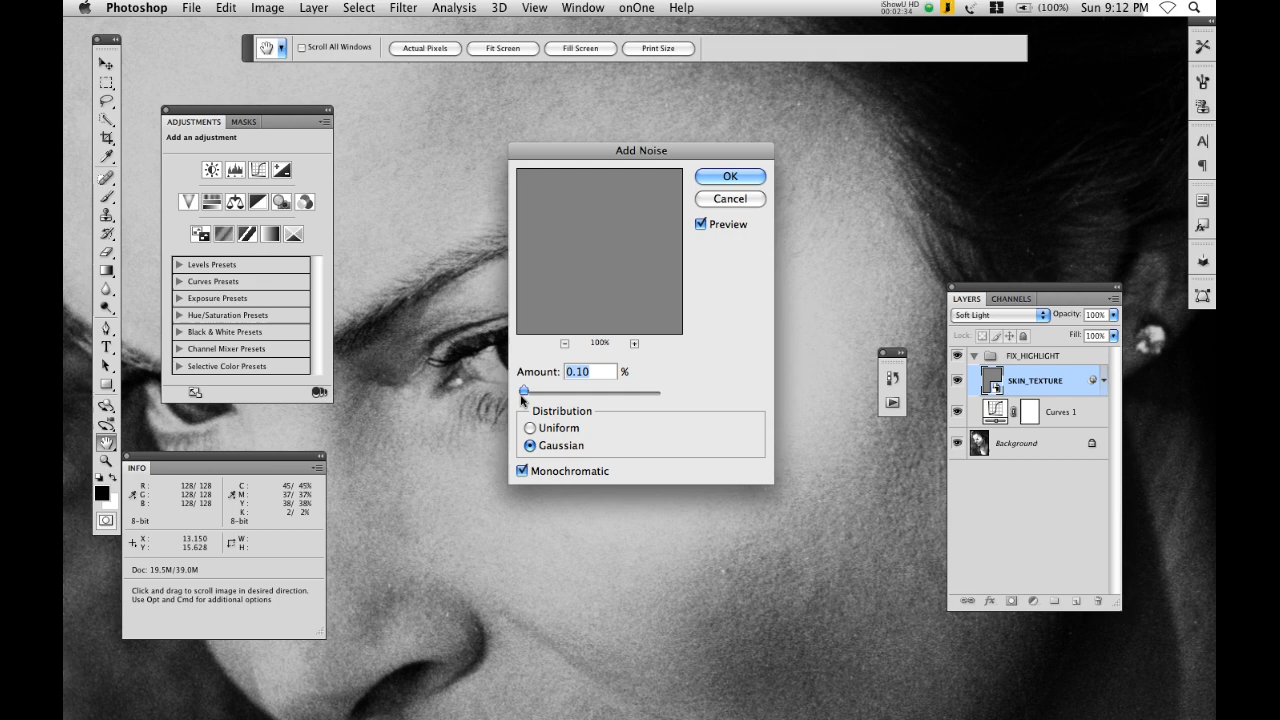 Photoshop File Edit Image Layer Select Filter Analysis 3D View Window onOne Help
iShowU HD
00:02:34
(100%) Sun 9:12 PM
Scroll All Windows Actual Pixels Fit Screen Fill Screen Print Size
ADJUSTMENTS MASKS
Add an adjustment
Levels Presets
Curves Presets
Exposure Presets
Hue/Saturation Presets
Black & White Presets
Channel Mixer Presets
Selective Color Presets
Add Noise
OK
Cancel
Preview
100%
Amount: 0.10 %
Distribution
Uniform
Gaussian
Monochromatic
LAYERS CHANNELS
Soft Light Opacity: 100%
Lock: Fill: 100%
FIX_HIGHLIGHT
SKIN_TEXTURE
Curves 1
Background
INFO
R : 128/ 128 C : 45/ 45%
G : 128/ 128 M : 37/ 37%
B : 128/ 128 Y : 38/ 38%
K : 2/ 2%
8-bit 8-bit
X : 13.150 W :
Y : 15.628 H :
Doc: 19.5M/39.0M
Click and drag to scroll image in desired direction.
Use Opt and Cmd for additional options